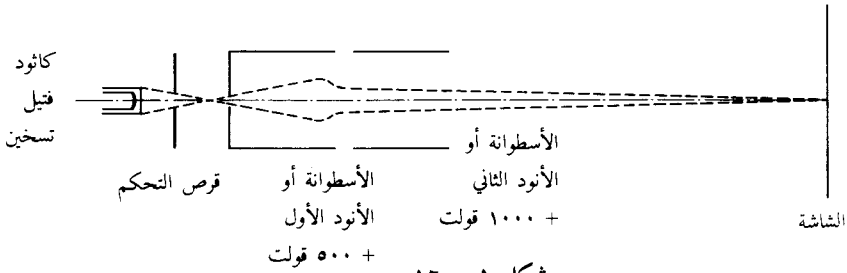 كاثود
فتيل
تسخين
قرص التحكم
الأسطوانة أو
الأنود الأول
+ ٥٠٠ ڤولت
الأسطوانة أو
الأنود الثاني
+ ١٠٠٠ ڤولت
الشاشة